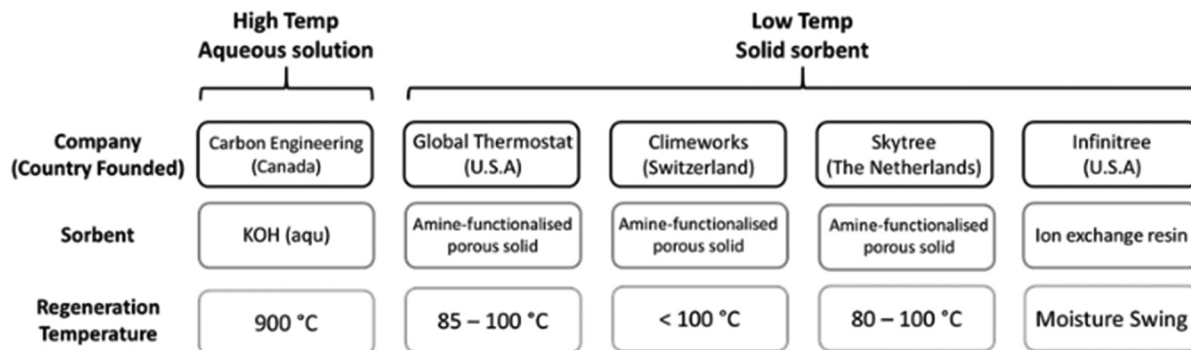 High Temp
Aqueous solution
Low Temp
Solid sorbent
Company
(Country Founded)
Carbon Engineering
(Canada)
Global Thermostat
(U.S.A)
Climeworks
(Switzerland)
Skytree
(The Netherlands)
Infinitree
(U.S.A)
Sorbent
KOH (aqu)
Amine-functionalised
porous solid
Amine-functionalised
porous solid
Amine-functionalised
porous solid
Ion exchange resin
Regeneration
Temperature
900 °C
85 – 100 °C
< 100 °C
80 – 100 °C
Moisture Swing